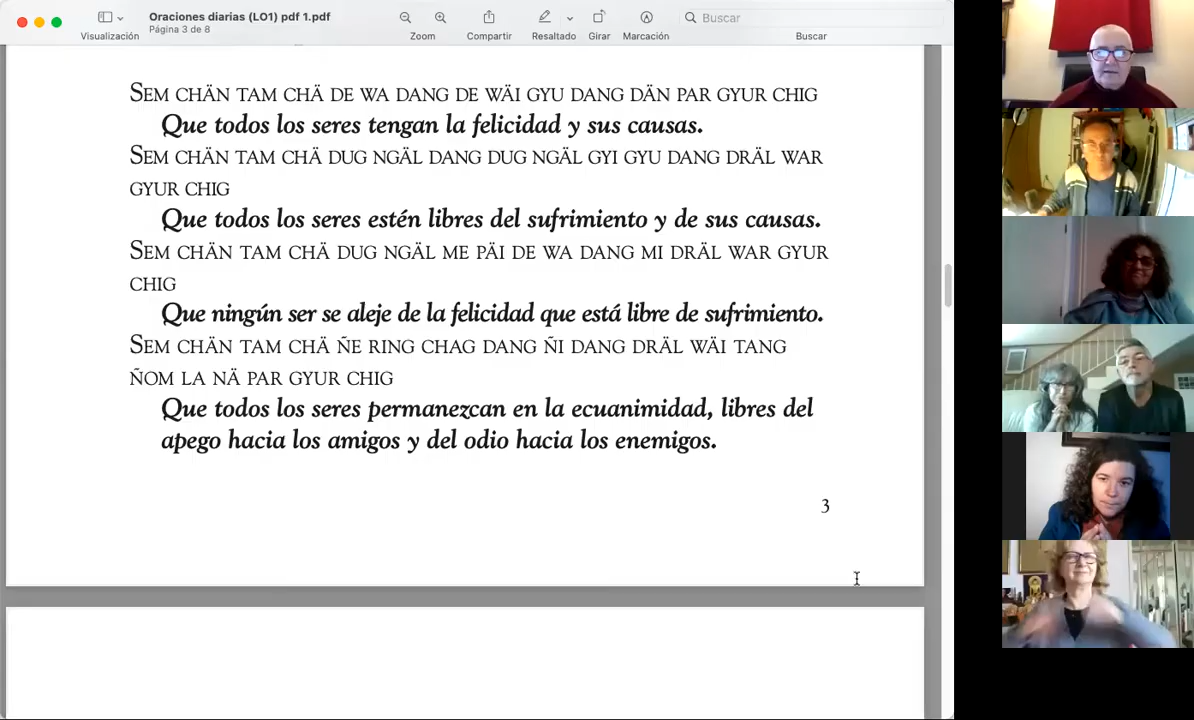 Oraciones diarias (LO1) pdf 1.pdf
Página 3 de 8
Buscar
Visualización Zoom Compartir Resaltado Girar Marcación Buscar
SEM CHÄN TAM CHÄ DE WA DANG DE WÄI GYU DANG DÄN PAR GYUR CHIG
Que todos los seres tengan la felicidad y sus causas.
SEM CHÄN TAM CHÄ DUG NGÄL DANG DUG NGÄL GYI GYU DANG DRÄL WAR
GYUR CHIG
Que todos los seres estén libres del sufrimiento y de sus causas.
SEM CHÄN TAM CHÄ DUG NGÄL ME PÄI DE WA DANG MI DRÄL WAR GYUR
CHIG
Que ningún ser se aleje de la felicidad que está libre de sufrimiento.
SEM CHÄN TAM CHÄ ÑE RING CHAG DANG ÑI DANG DRÄL WÄI TANG
ÑOM LA NÄ PAR GYUR CHIG
Que todos los seres permanezcan en la ecuanimidad, libres del
apego hacia los amigos y del odio hacia los enemigos.
3